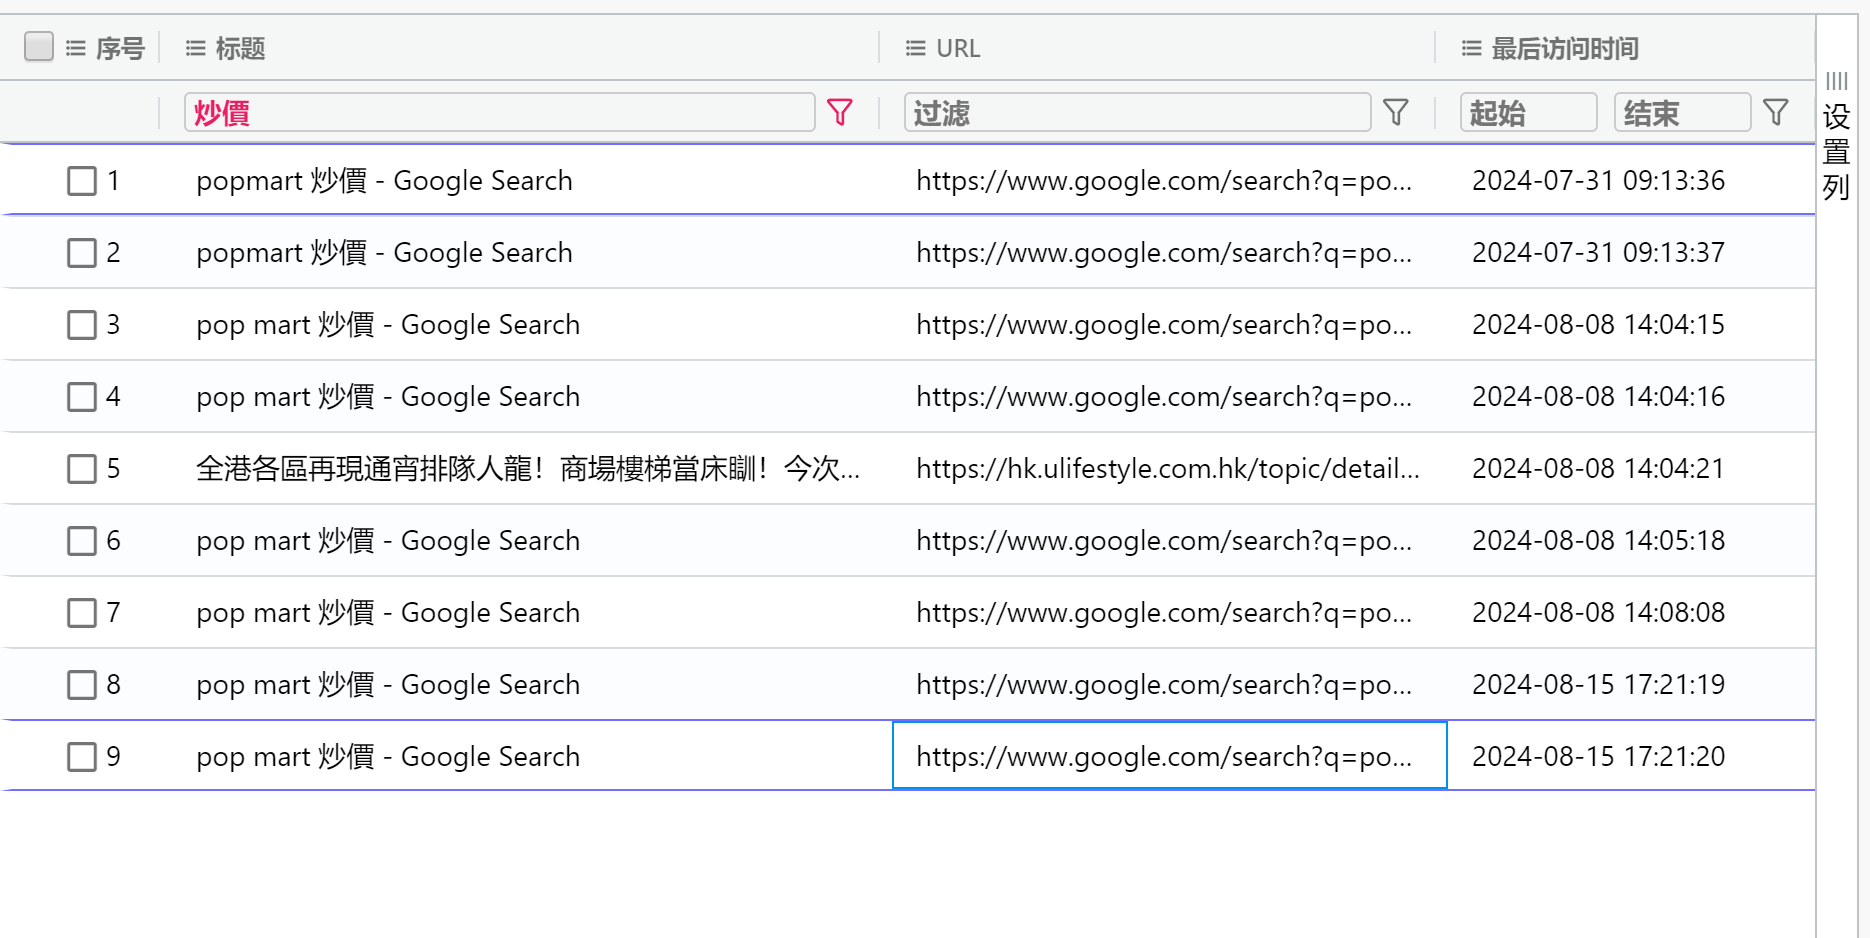 序号 标题 URL 最后访问时间
炒價 过滤 起始 结束
设置列
1 popmart 炒價 - Google Search https://www.google.com/search?q=po... 2024-07-31 09:13:36
2 popmart 炒價 - Google Search https://www.google.com/search?q=po... 2024-07-31 09:13:37
3 pop mart 炒價 - Google Search https://www.google.com/search?q=po... 2024-08-08 14:04:15
4 pop mart 炒價 - Google Search https://www.google.com/search?q=po... 2024-08-08 14:04:16
5 全港各區再現通宵排隊人龍！商場樓梯當床瞓！今次... https://hk.ulifestyle.com.hk/topic/detail... 2024-08-08 14:04:21
6 pop mart 炒價 - Google Search https://www.google.com/search?q=po... 2024-08-08 14:05:18
7 pop mart 炒價 - Google Search https://www.google.com/search?q=po... 2024-08-08 14:08:08
8 pop mart 炒價 - Google Search https://www.google.com/search?q=po... 2024-08-15 17:21:19
9 pop mart 炒價 - Google Search https://www.google.com/search?q=po... 2024-08-15 17:21:20